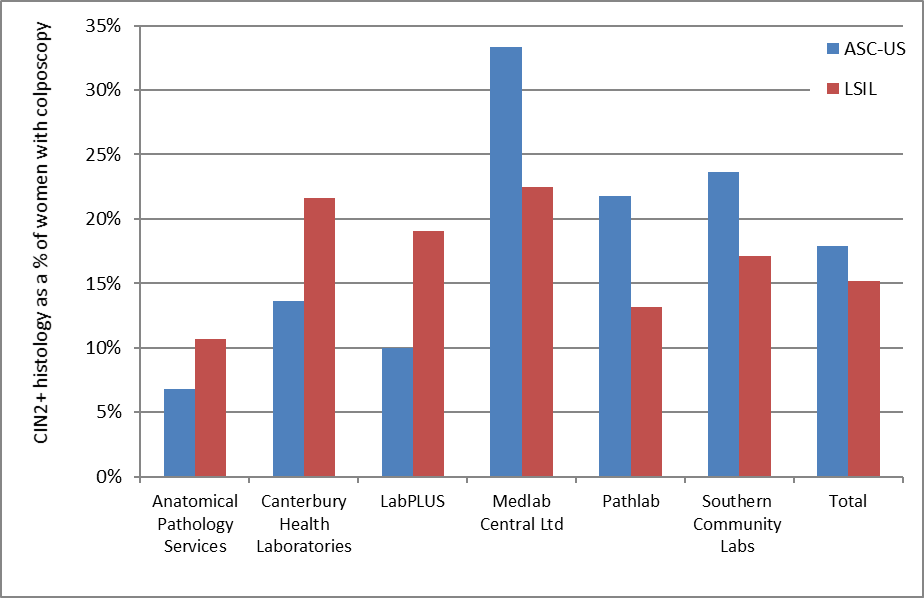 CIN2+ histology as a % of women with colposcopy
35%
30%
25%
20%
15%
10%
5%
0%
ASC-US
LSIL
Anatomical
Pathology
Services
Canterbury
Health
Laboratories
LabPLUS
Medlab
Central Ltd
Pathlab
Southern
Community
Labs
Total